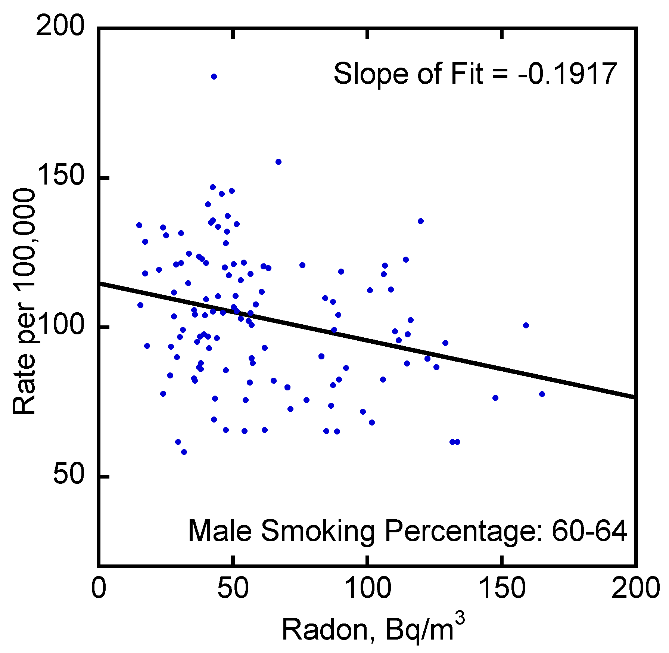 200
Slope of Fit = -0.1917
150
Rate per 100,000
100
50
Male Smoking Percentage: 60-64
0 50 100 150 200
Radon, Bq/m³